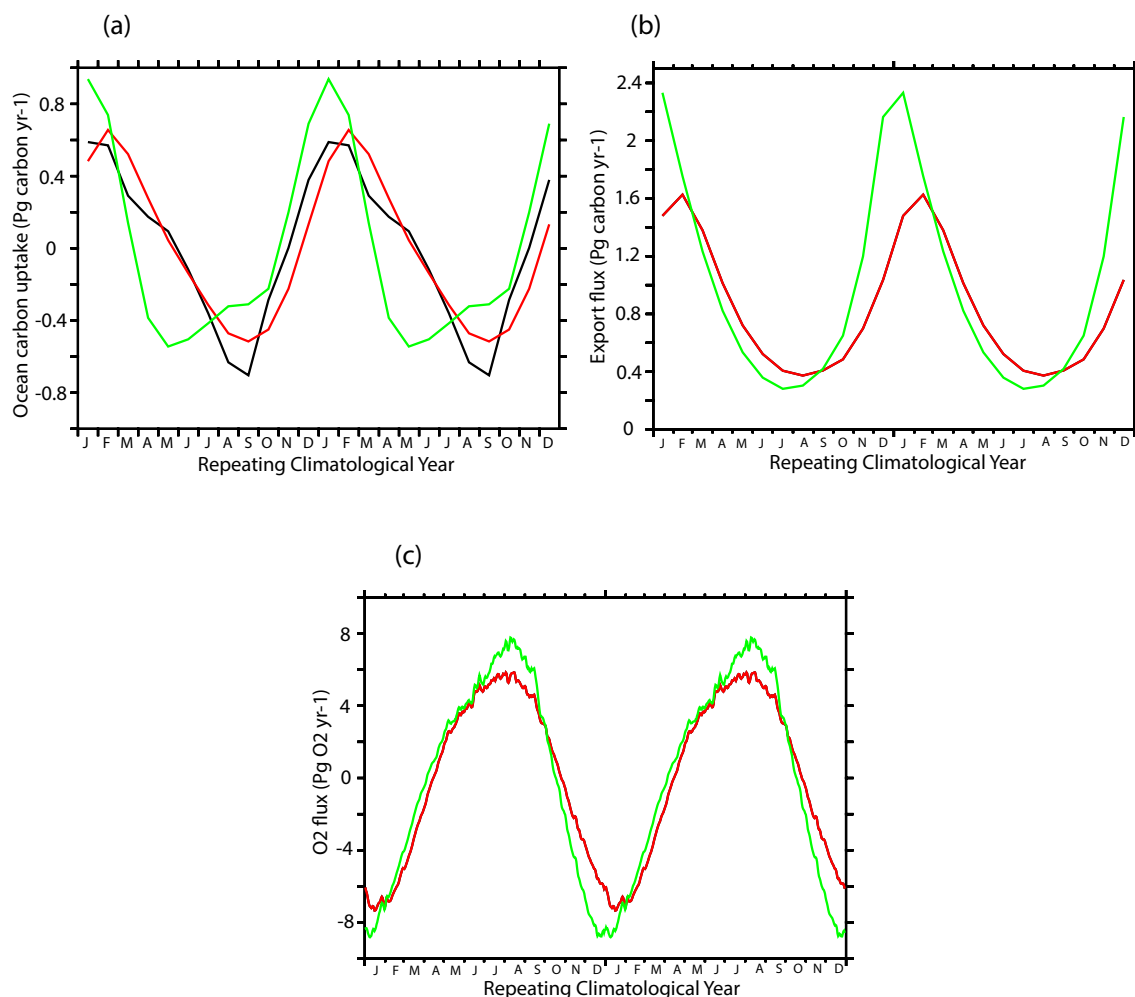 (a)
Ocean carbon uptake (Pg carbon yr-1)
0.8
0.4
0
-0.4
-0.8
J F M A M J J A S O N D J F M A M J J A S O N D
Repeating Climatological Year
(b)
Export flux (Pg carbon yr-1)
2.4
2
1.6
1.2
0.8
0.4
0
J F M A M J J A S O N D J F M A M J J A S O N D
Repeating Climatological Year
(c)
O2 flux (Pg O2 yr-1)
8
4
0
-4
-8
J F M A M J J A S O N D J F M A M J J A S O N D
Repeating Climatological Year